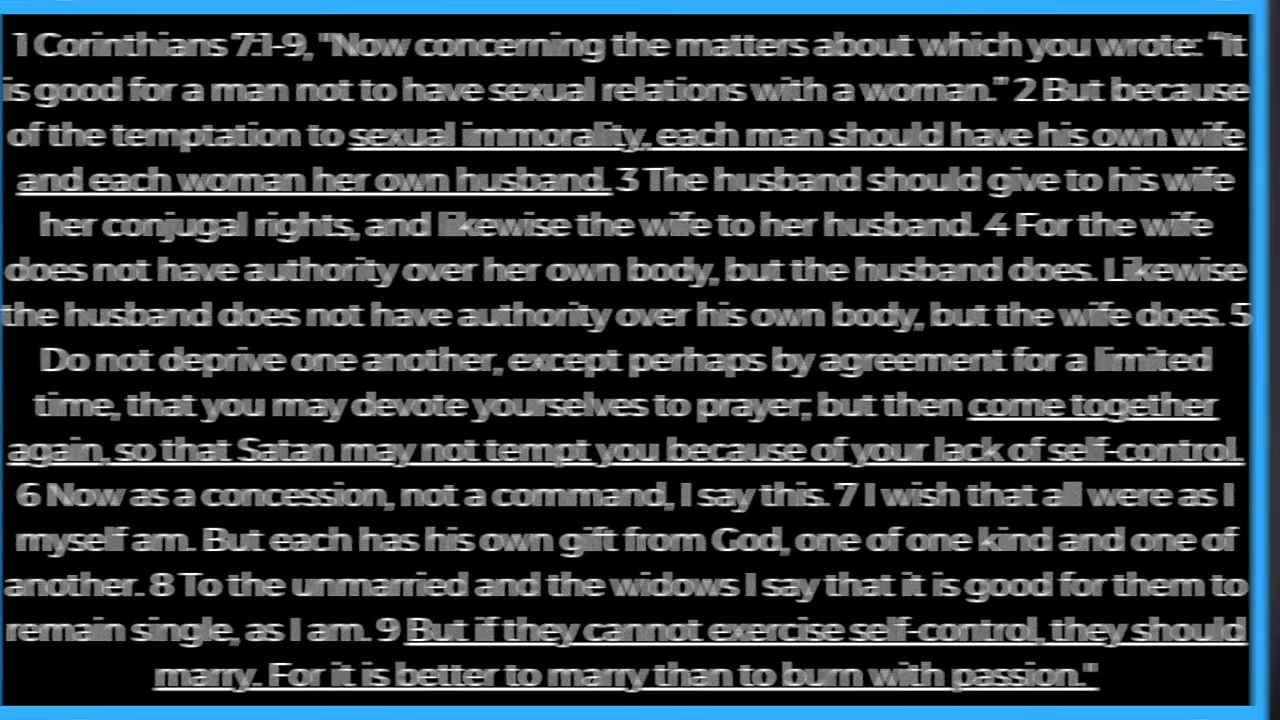 1 Corinthians 7:1-9, "Now concerning the matters about which you wrote: "It
is good for a man not to have sexual relations with a woman." 2 But because
of the temptation to sexual immorality, each man should have his own wife
and each woman her own husband. 3 The husband should give to his wife
her conjugal rights, and likewise the wife to her husband. 4 For the wife
does not have authority over her own body, but the husband does. Likewise
the husband does not have authority over his own body, but the wife does. 5
Do not deprive one another, except perhaps by agreement for a limited
time, that you may devote yourselves to prayer; but then come together
again, so that Satan may not tempt you because of your lack of self-control.
6 Now as a concession, not a command, I say this. 7 I wish that all were as I
myself am. But each has his own gift from God, one of one kind and one of
another. 8 To the unmarried and the widows I say that it is good for them to
remain single, as I am. 9 But if they cannot exercise self-control, they should
marry. For it is better to marry than to burn with passion."